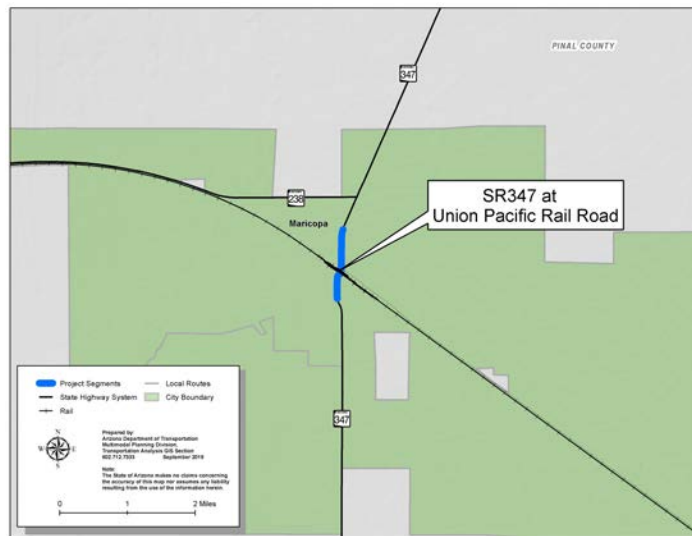 347
PINAL COUNTY
238
Maricopa
SR347 at
Union Pacific Rail Road
347
Project Segments
State Highway System
Rail
Local Routes
City Boundary
N
W E
S
Prepared by:
Arizona Department of Transportation
Multimodal Planning Division,
Transportation Analysis GIS Section
602.712.7333 September 2019
Note:
The State of Arizona makes no claims concerning
the accuracy of this map nor assumes any liability
resulting from the use of the information herein.
0 1 2 Miles